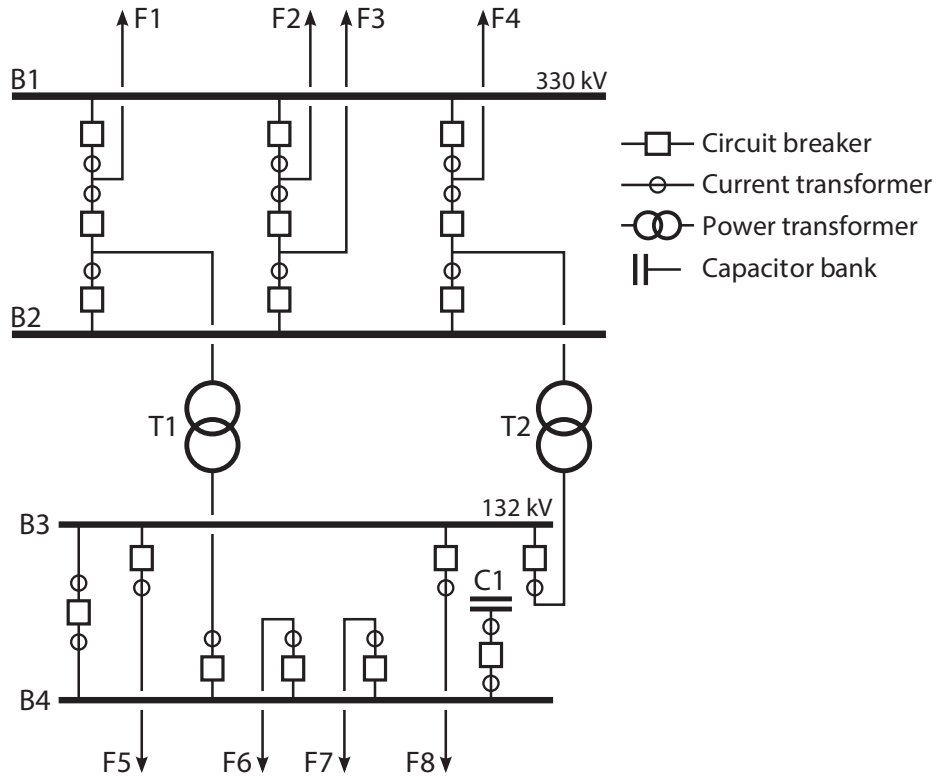 F1
F2
F3
F4
B1
330 kV
Circuit breaker
Current transformer
Power transformer
Capacitor bank
B2
T1
T2
B3
132 kV
C1
B4
F5
F6
F7
F8